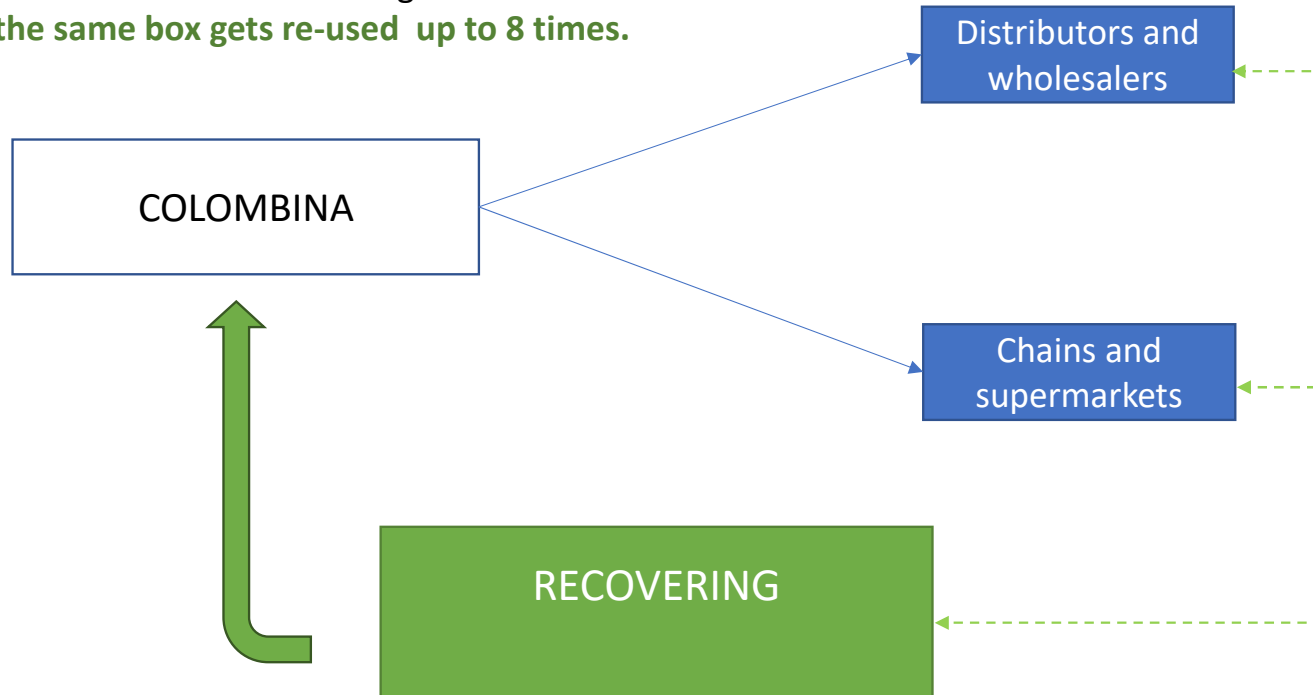 the same box gets re-used up to 8 times.
Distributors and
wholesalers
COLOMBINA
Chains and
supermarkets
RECOVERING